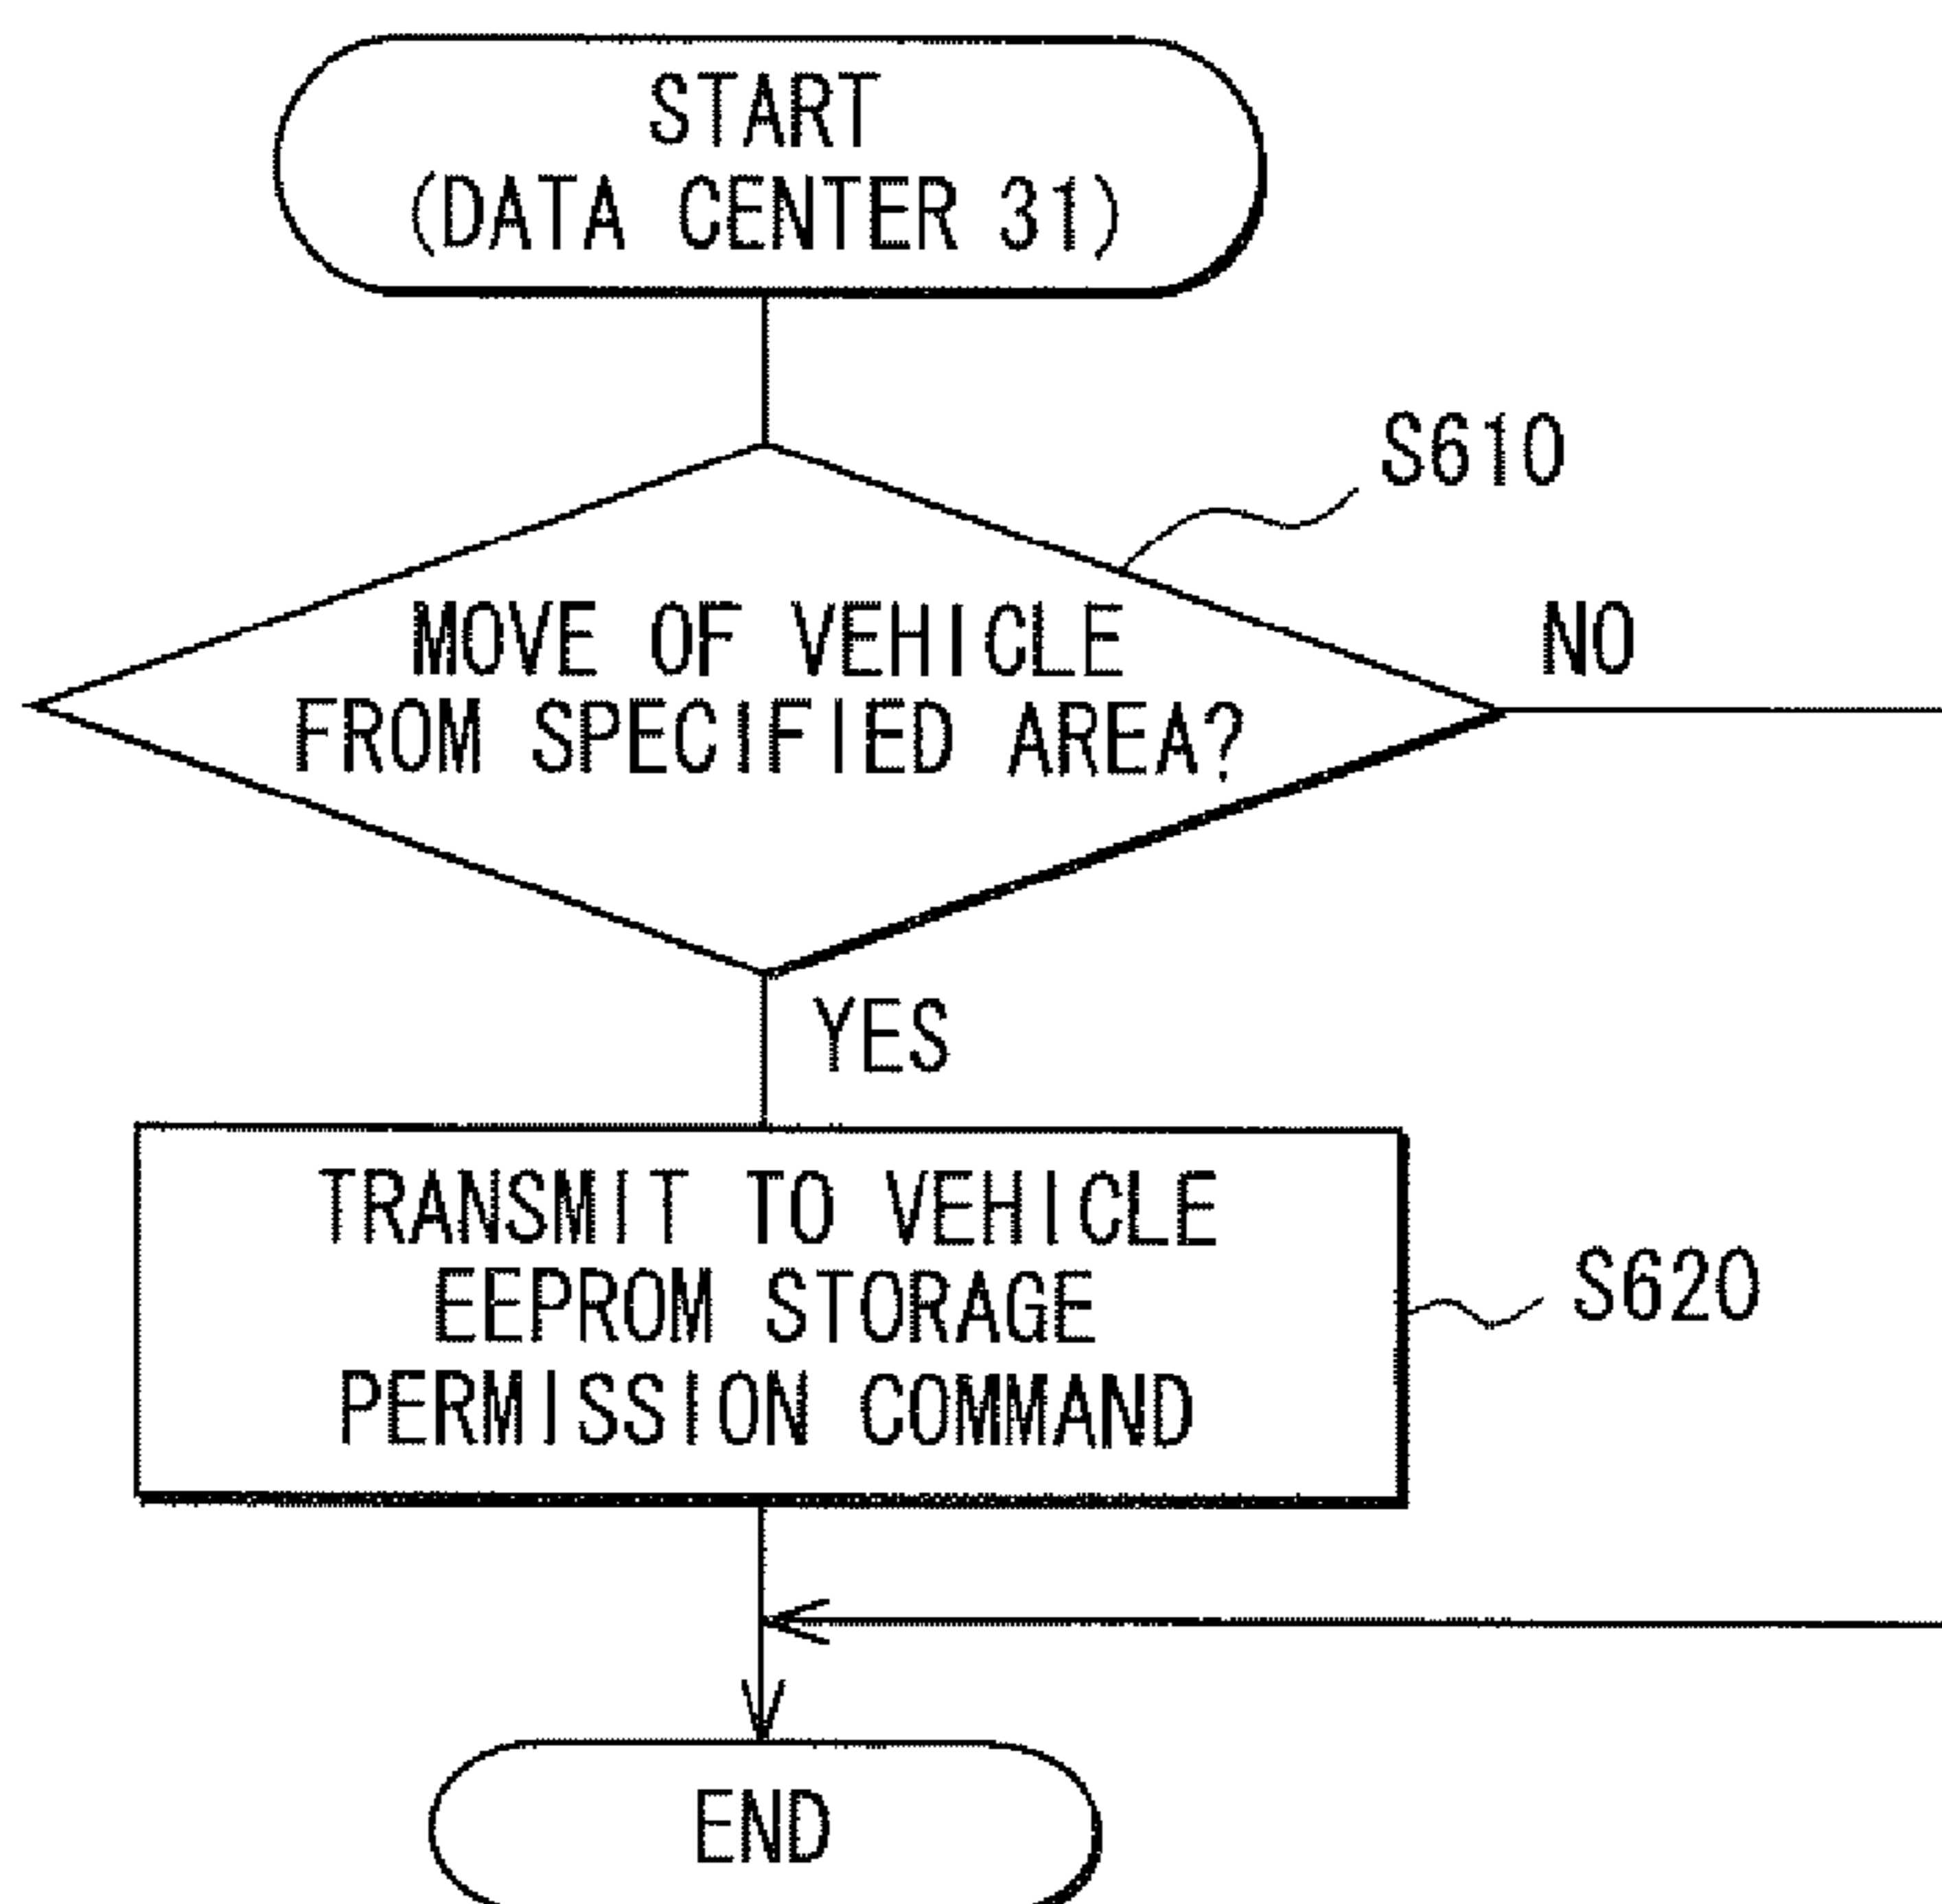 START
(DATA CENTER 31)
S610
MOVE OF VEHICLE
FROM SPECIFIED AREA?
NO
YES
TRANSMIT TO VEHICLE
EEPROM STORAGE
PERMISSION COMMAND
S620
END